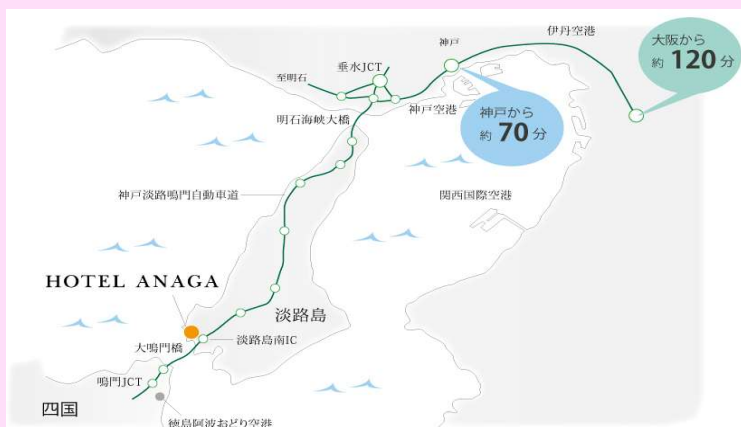 伊丹空港
神戸
大阪から
約 120 分
垂水JCT
至明石
神戸空港
神戸から
約 70 分
明石海峡大橋
神戸淡路鳴門自動車道
関西国際空港
HOTEL ANAGA
淡路島
淡路島南IC
大鳴門橋
鳴門JCT
四国
徳島阿波おどり空港